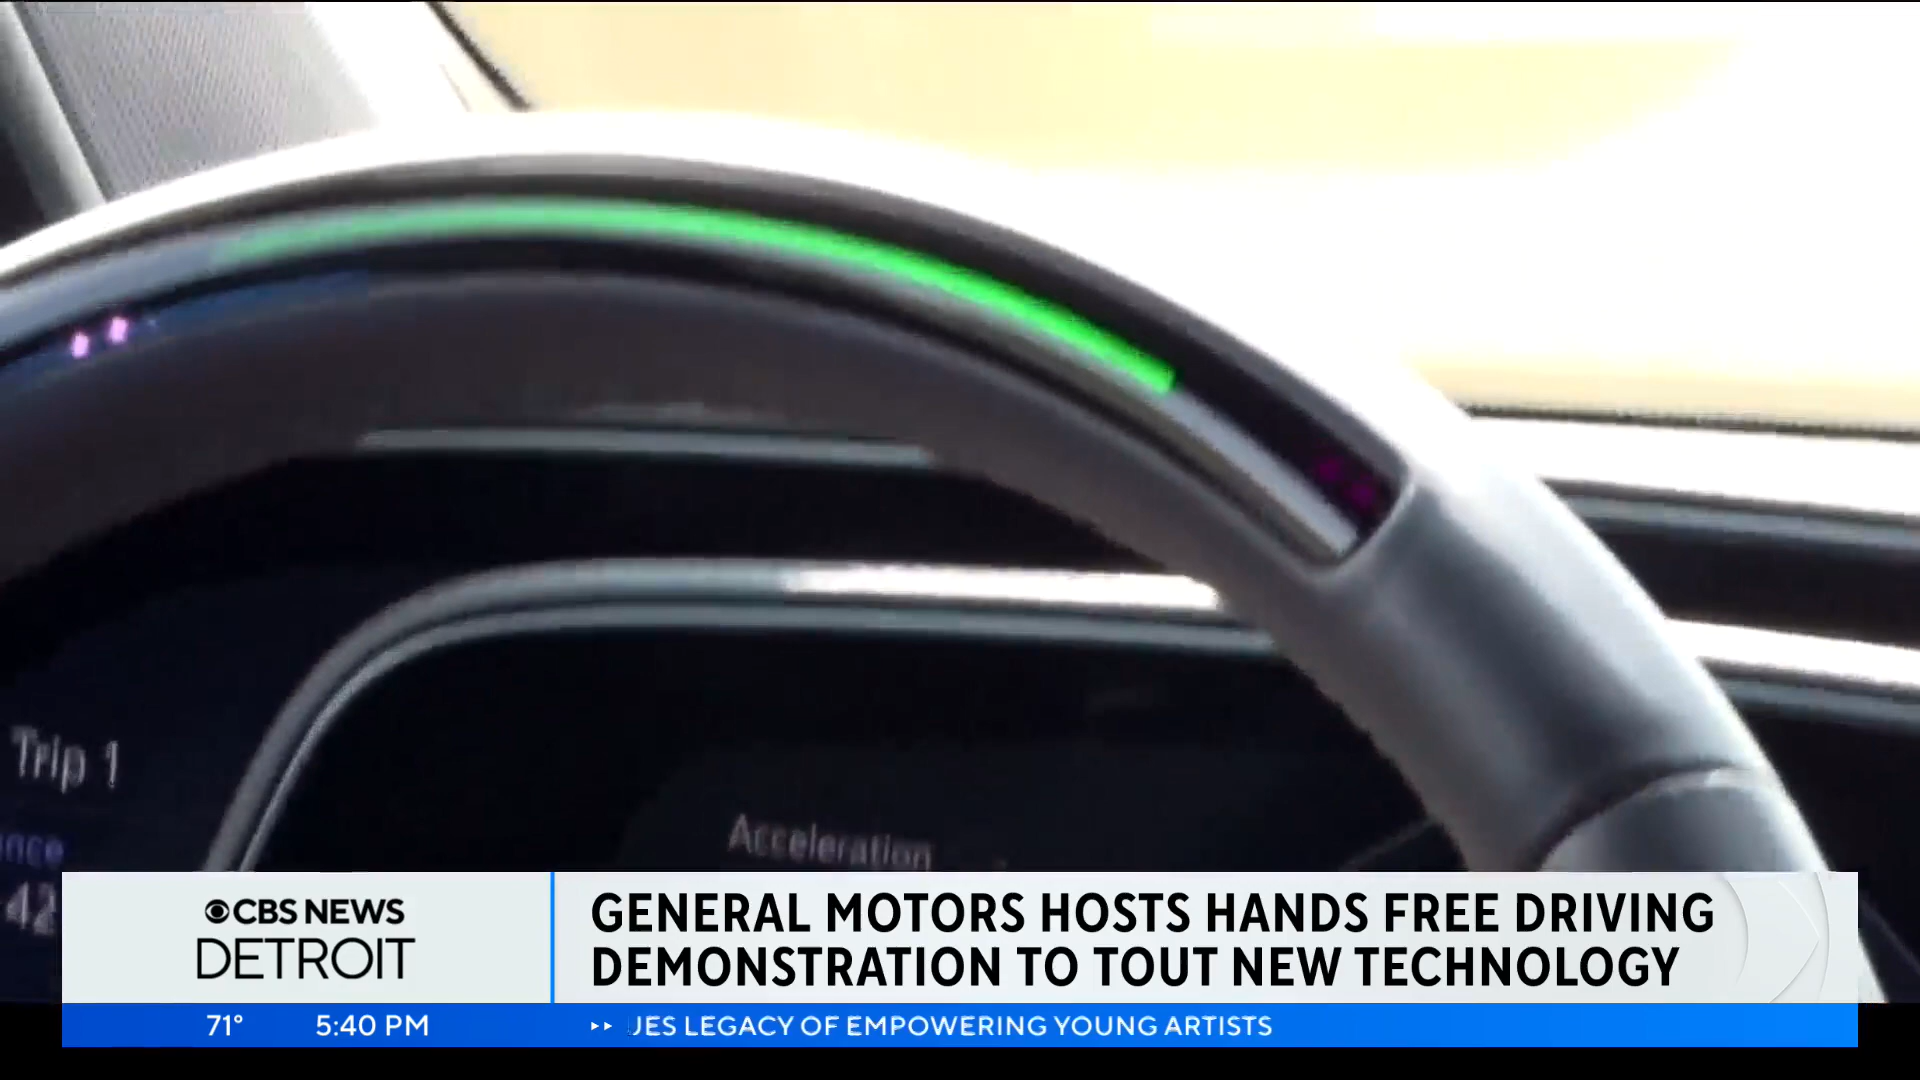 Trip 1
Acceleration
42
CBS NEWS
DETROIT
GENERAL MOTORS HOSTS HANDS FREE DRIVING
DEMONSTRATION TO TOUT NEW TECHNOLOGY
71° 5:40 PM
LEGACY OF EMPOWERING YOUNG ARTISTS